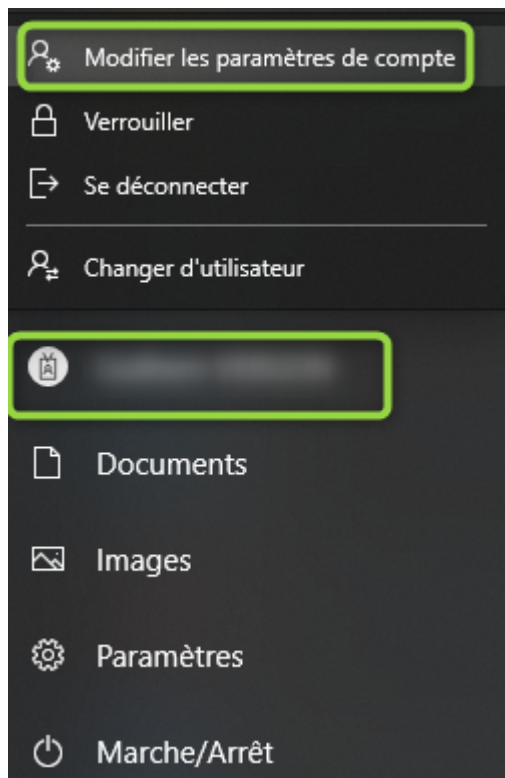 Modifier les paramètres de compte
Verrouiller
Se déconnecter
Changer d'utilisateur
Documents
Images
Paramètres
Marche/Arrêt